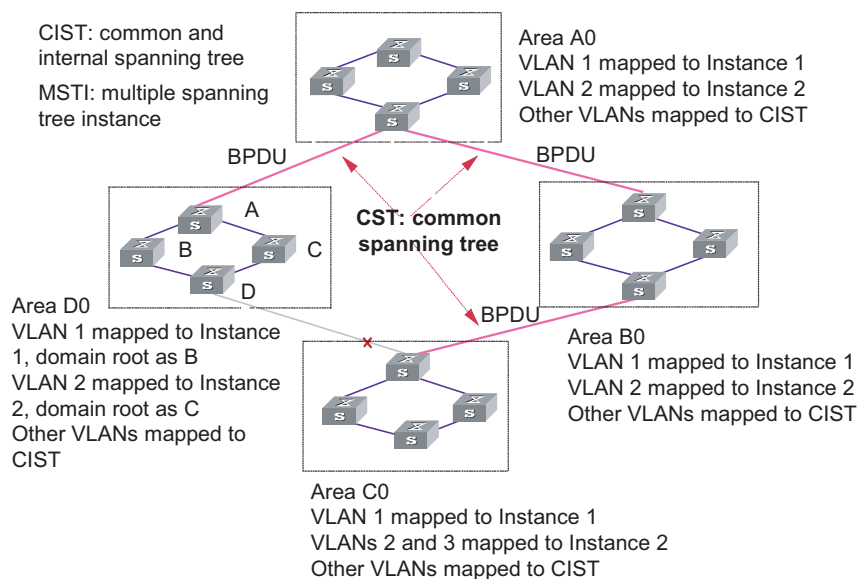 CIST: common and
internal spanning tree
MSTI: multiple spanning
tree instance
Area A0
VLAN 1 mapped to Instance 1
VLAN 2 mapped to Instance 2
Other VLANs mapped to CIST
S
S
S
S
BPDU
BPDU
CST: common
spanning tree
A
B
C
D
S
S
S
S
S
S
S
S
BPDU
Area D0
VLAN 1 mapped to Instance
1, domain root as B
VLAN 2 mapped to Instance
2, domain root as C
Other VLANs mapped to
CIST
Area B0
VLAN 1 mapped to Instance 1
VLAN 2 mapped to Instance 2
Other VLANs mapped to CIST
S
S
S
S
Area C0
VLAN 1 mapped to Instance 1
VLANs 2 and 3 mapped to Instance 2
Other VLANs mapped to CIST